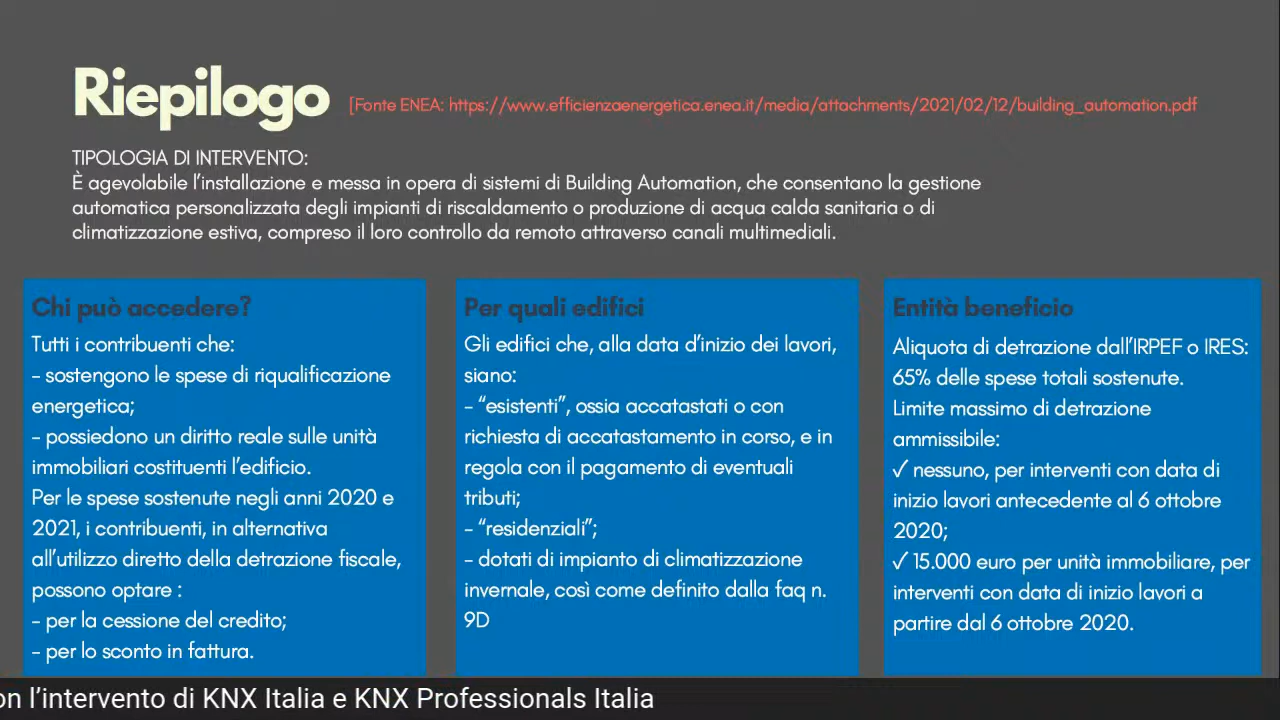 Riepilogo
[Fonte ENEA: https://www.efficienzaenergetica.enea.it/media/attachments/2021/02/12/building_automation.pdf
TIPOLOGIA DI INTERVENTO:
È agevolabile l’installazione e messa in opera di sistemi di Building Automation, che consentano la gestione
automatica personalizzata degli impianti di riscaldamento o produzione di acqua calda sanitaria o di
climatizzazione estiva, compreso il loro controllo da remoto attraverso canali multimediali.
Chi può accedere?
Tutti i contribuenti che:
- sostengono le spese di riqualificazione
energetica;
- possiedono un diritto reale sulle unità
immobiliari costituenti l’edificio.
Per le spese sostenute negli anni 2020 e
2021, i contribuenti, in alternativa
all’utilizzo diretto della detrazione fiscale,
possono optare :
- per la cessione del credito;
- per lo sconto in fattura.
Per quali edifici
Gli edifici che, alla data d’inizio dei lavori,
siano:
- “esistenti”, ossia accatastati o con
richiesta di accatastamento in corso, e in
regola con il pagamento di eventuali
tributi;
- “residenziali”;
- dotati di impianto di climatizzazione
invernale, così come definito dalla faq n.
9D
Entità beneficio
Aliquota di detrazione dall’IRPEF o IRES:
65% delle spese totali sostenute.
Limite massimo di detrazione
ammissibile:
✓ nessuno, per interventi con data di
inizio lavori antecedente al 6 ottobre
2020;
✓ 15.000 euro per unità immobiliare, per
interventi con data di inizio lavori a
partire dal 6 ottobre 2020.
on l’intervento di KNX Italia e KNX Professionals Italia